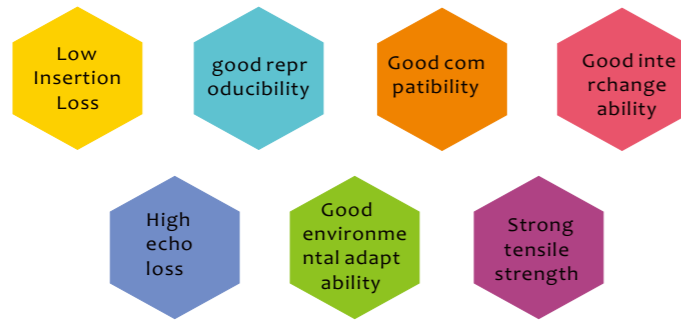 Low
Insertion
Loss
good repr
oducibility
Good com
patibility
Good inte
rchange
ability
High
echo
loss
Good
environme
ntal adapt
ability
Strong
tensile
strength